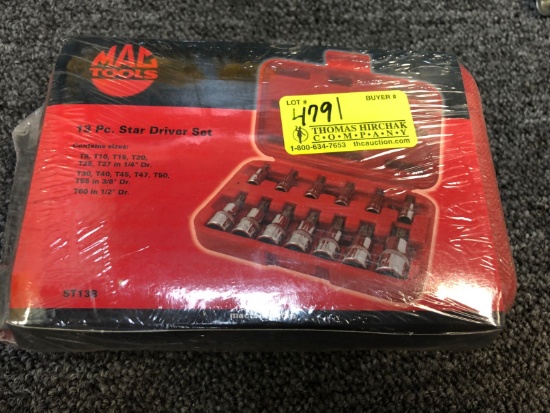 MAC
TOOLS
13 Pc. Star Driver Set
Contains sizes:
T8, T10, T15, T20,
T25, T27 in 1/4" Dr.
T30, T40, T45, T47, T50,
T55 in 3/8" Dr.
T60 in 1/2" Dr.
ST13B
LOT #
BUYER #
4791
THOMAS HIRCHAK
C·O·M·P·A·N·Y
1-800-634-7653 thcauction.com